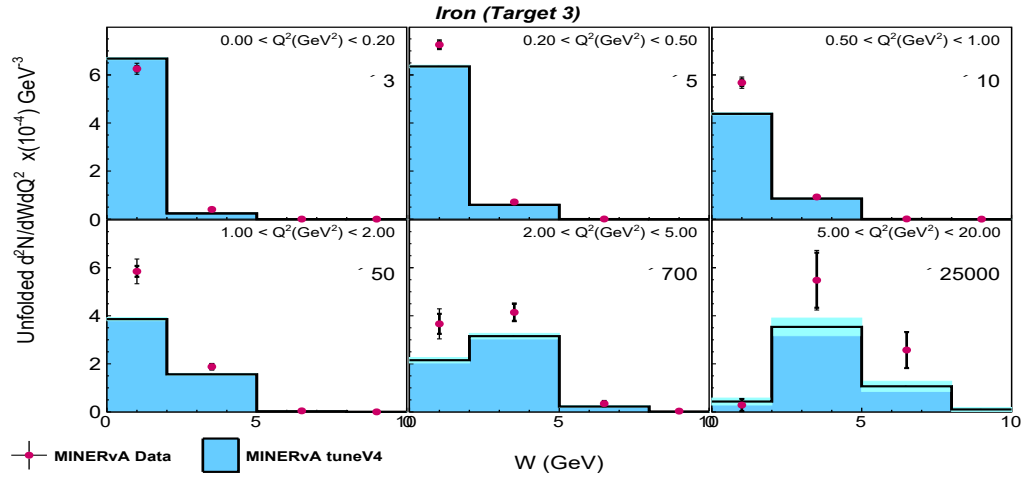 Iron (Target 3)
Unfolded d²N/dWdQ² x(10⁻⁴) GeV⁻³
0.00 < Q²(GeV²) < 0.20
´ 3
0.20 < Q²(GeV²) < 0.50
´ 5
0.50 < Q²(GeV²) < 1.00
´ 10
6
4
2
0
1.00 < Q²(GeV²) < 2.00
´ 50
2.00 < Q²(GeV²) < 5.00
´ 700
5.00 < Q²(GeV²) < 20.00
´ 25000
6
4
2
0
0 5 10 0 5 10 0 5 10
MINERvA Data
MINERvA tuneV4
W (GeV)